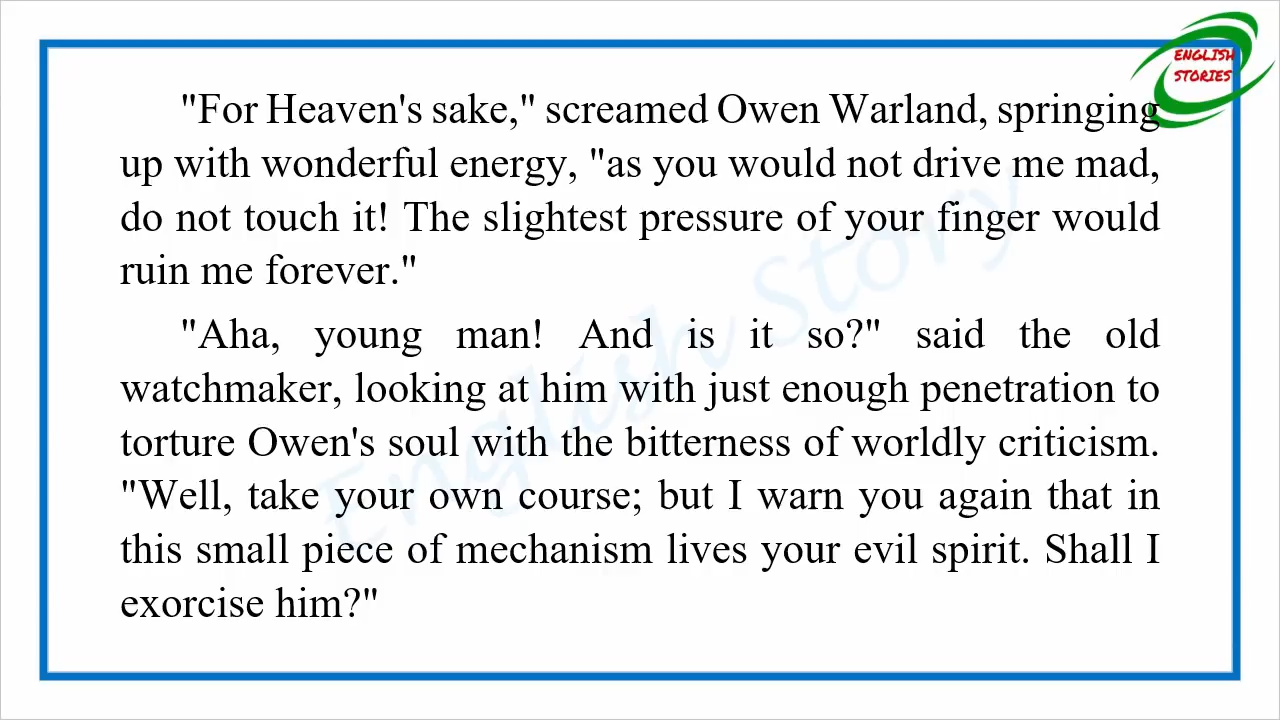 ENGLISH
STORIES
"For Heaven's sake," screamed Owen Warland, springing
up with wonderful energy, "as you would not drive me mad,
do not touch it! The slightest pressure of your finger would
ruin me forever."
"Aha, young man! And is it so?" said the old
watchmaker, looking at him with just enough penetration to
torture Owen's soul with the bitterness of worldly criticism.
"Well, take your own course; but I warn you again that in
this small piece of mechanism lives your evil spirit. Shall I
exorcise him?"
English Story